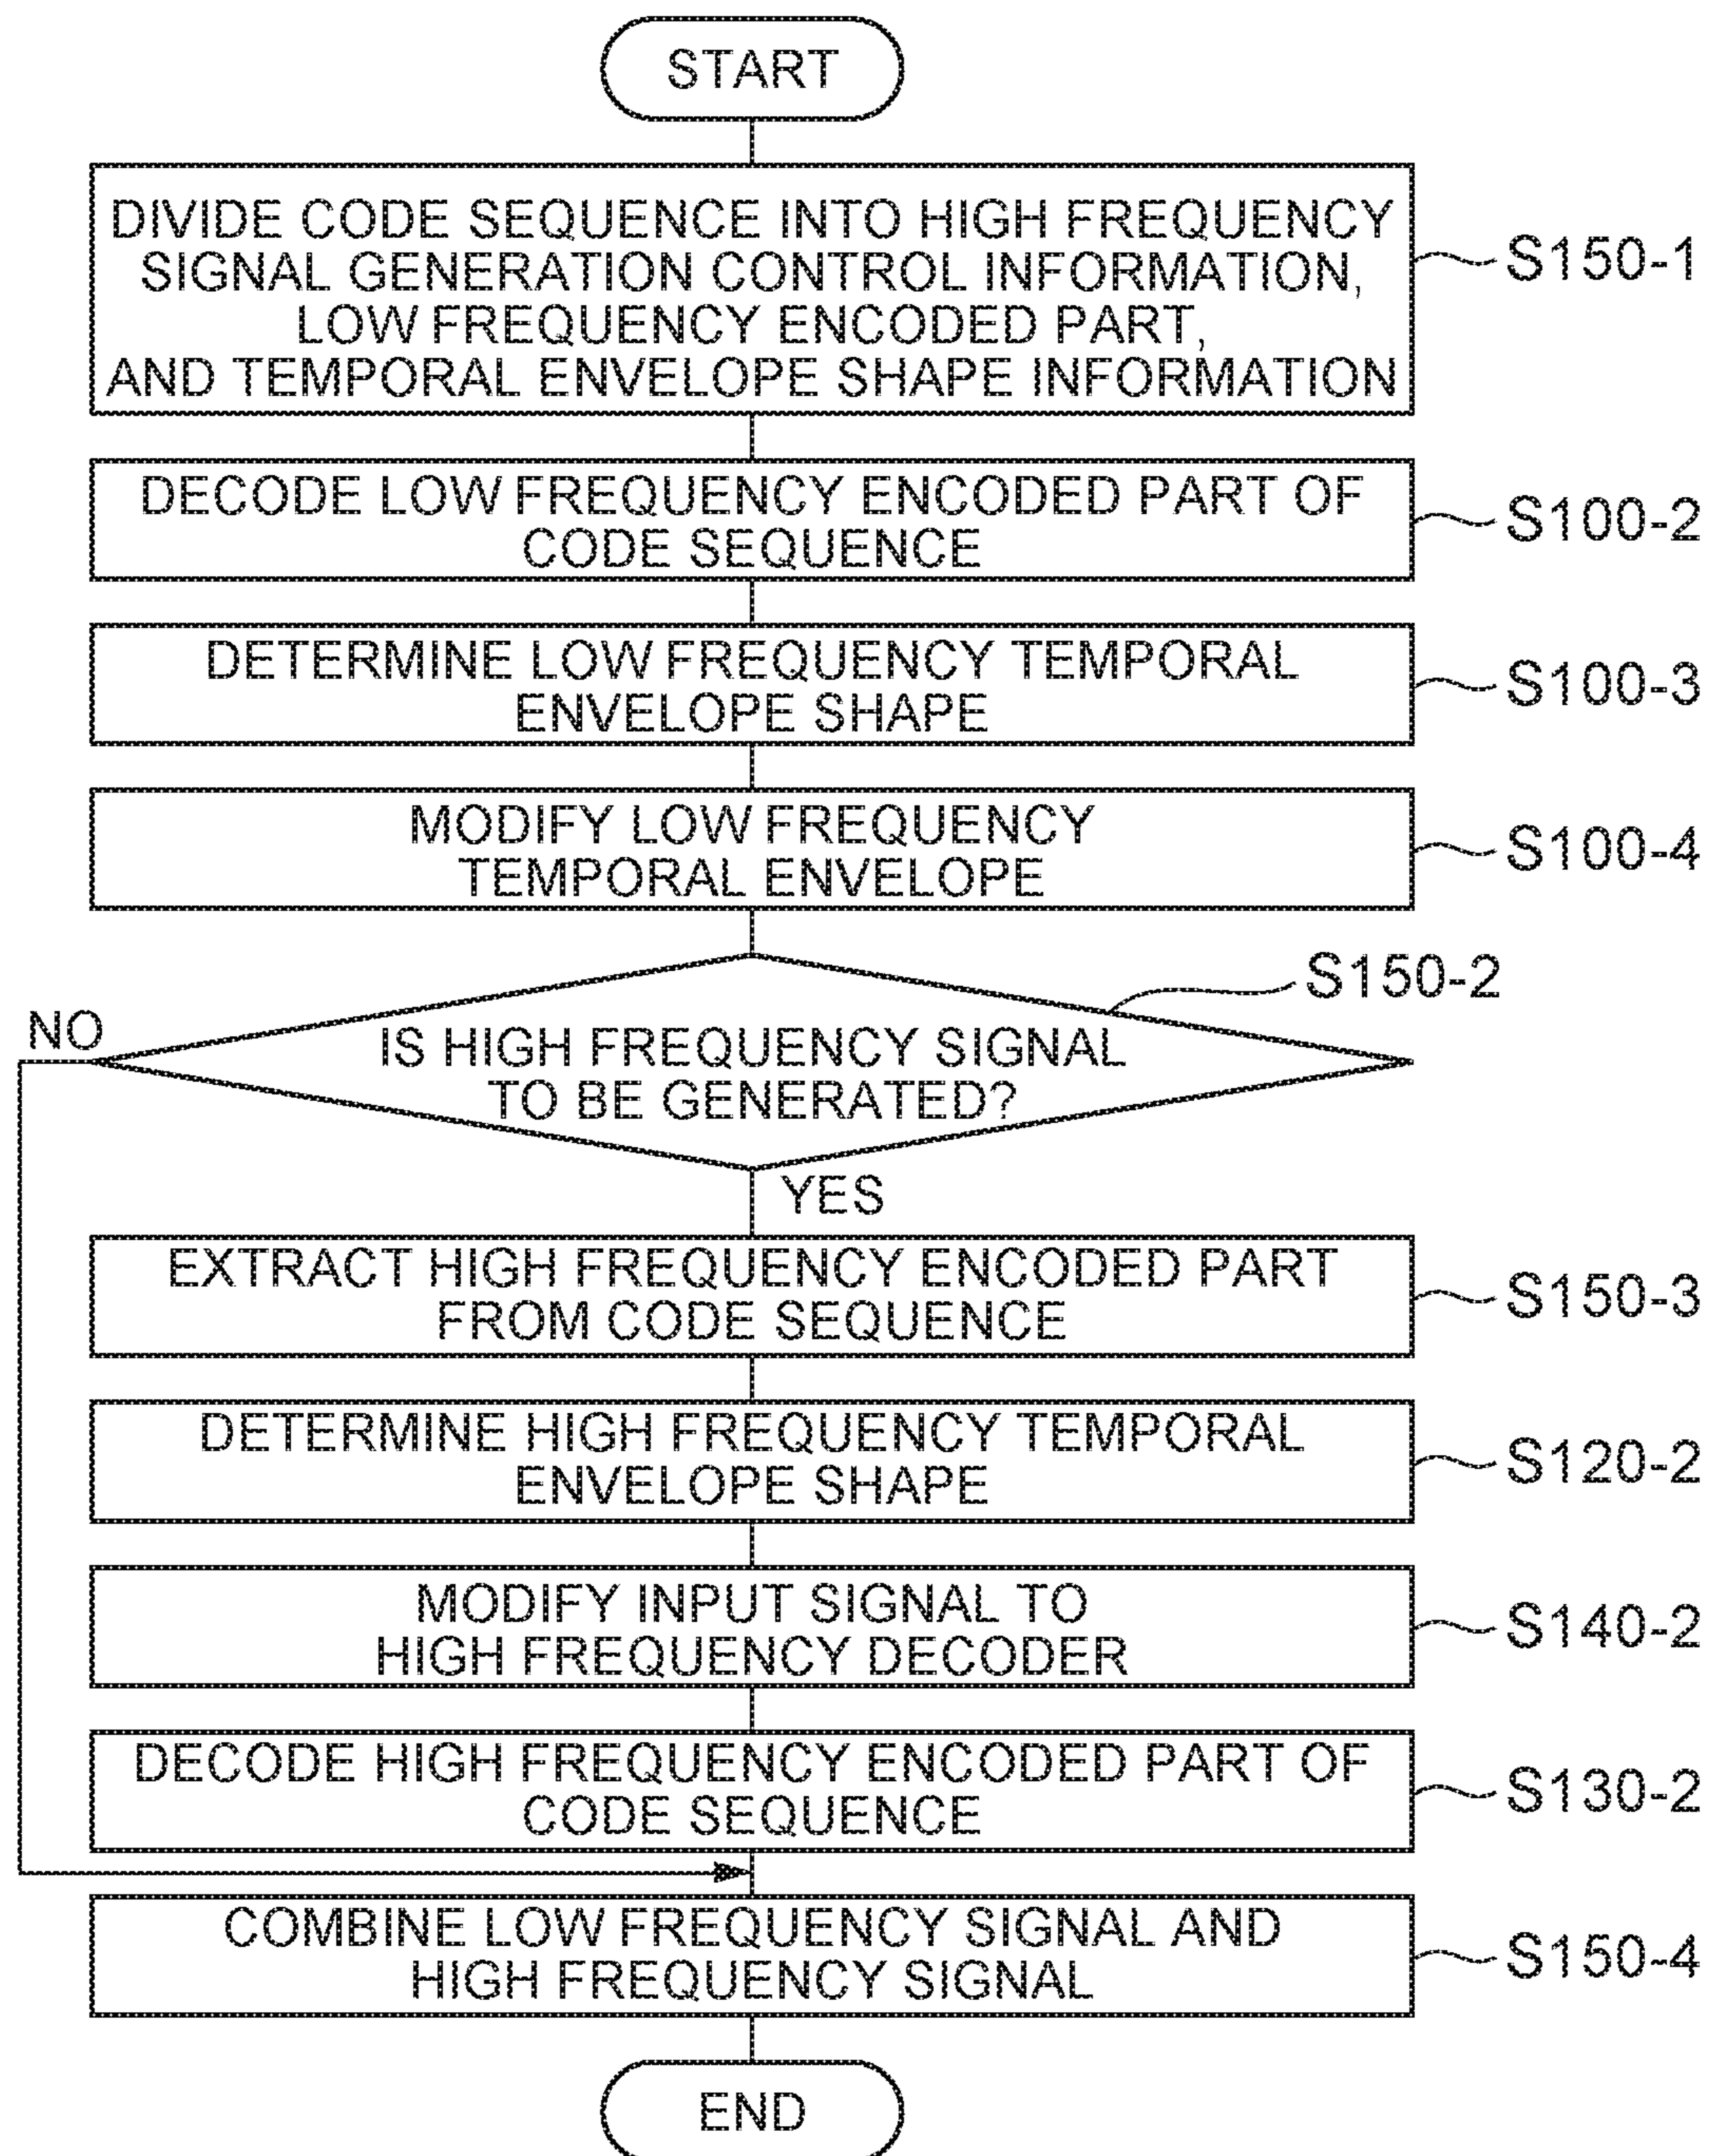 START
DIVIDE CODE SEQUENCE INTO HIGH FREQUENCY
SIGNAL GENERATION CONTROL INFORMATION,
LOW FREQUENCY ENCODED PART,
AND TEMPORAL ENVELOPE SHAPE INFORMATION
S150-1
DECODE LOW FREQUENCY ENCODED PART OF
CODE SEQUENCE
S100-2
DETERMINE LOW FREQUENCY TEMPORAL
ENVELOPE SHAPE
S100-3
MODIFY LOW FREQUENCY
TEMPORAL ENVELOPE
S100-4
S150-2
NO
IS HIGH FREQUENCY SIGNAL
TO BE GENERATED?
YES
EXTRACT HIGH FREQUENCY ENCODED PART
FROM CODE SEQUENCE
S150-3
DETERMINE HIGH FREQUENCY TEMPORAL
ENVELOPE SHAPE
S120-2
MODIFY INPUT SIGNAL TO
HIGH FREQUENCY DECODER
S140-2
DECODE HIGH FREQUENCY ENCODED PART OF
CODE SEQUENCE
S130-2
COMBINE LOW FREQUENCY SIGNAL AND
HIGH FREQUENCY SIGNAL
S150-4
END